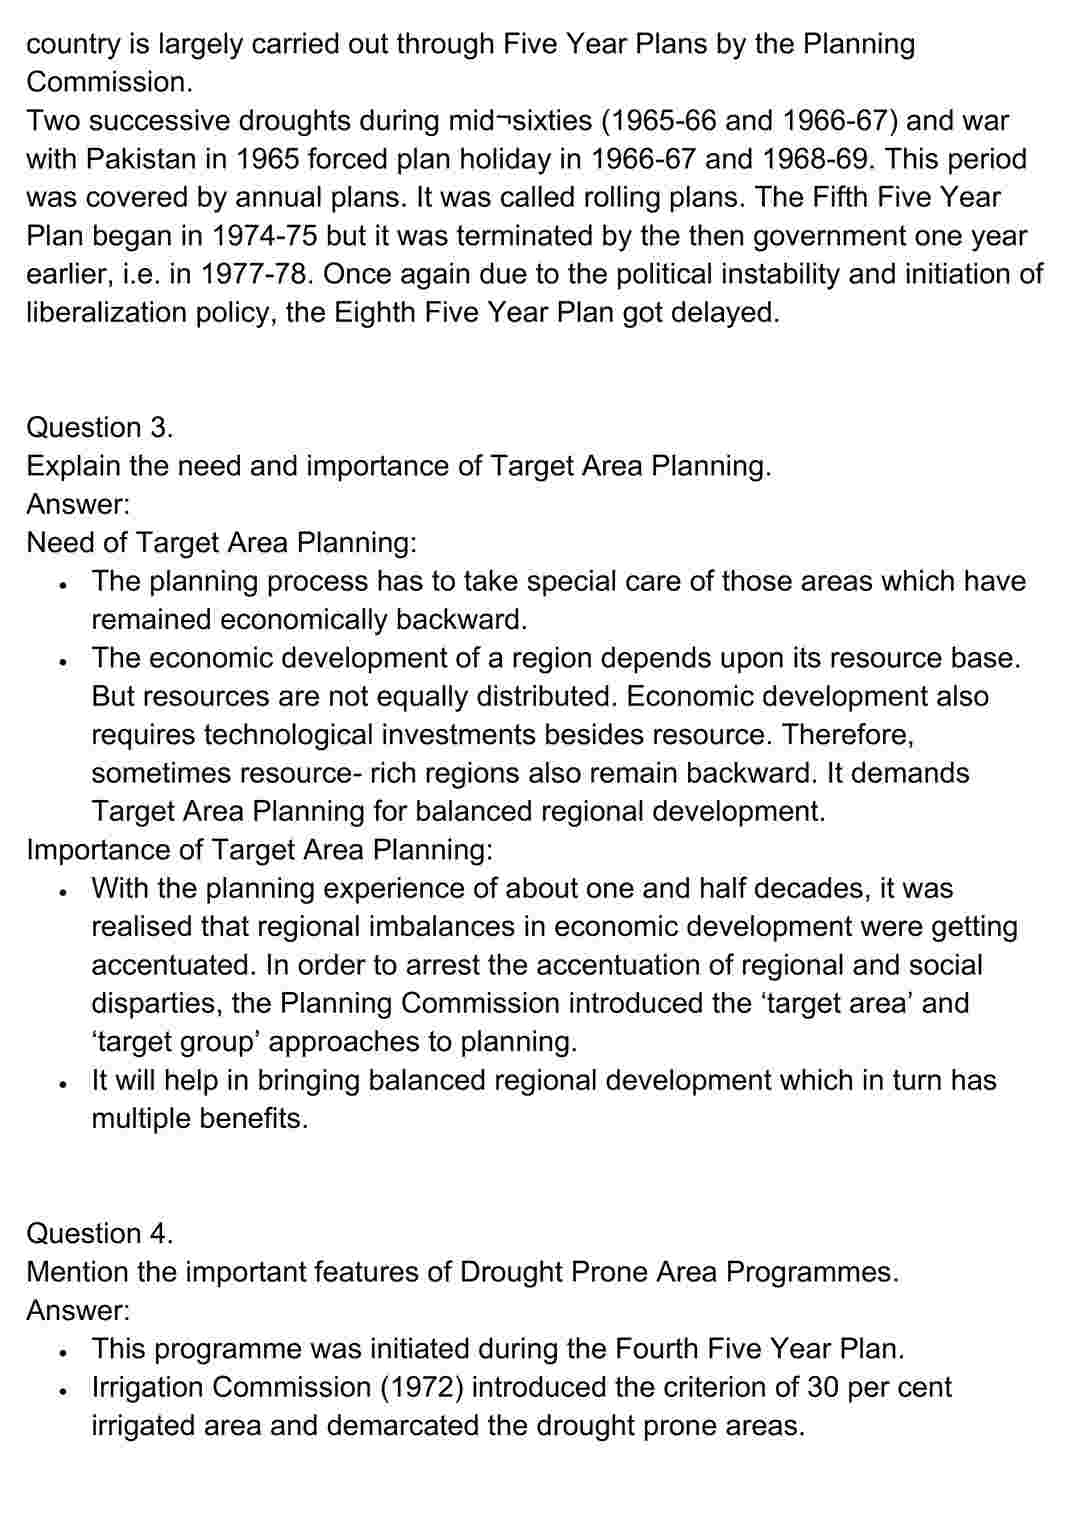 country is largely carried out through Five Year Plans by the Planning
Commission.
Two successive droughts during mid¬sixties (1965-66 and 1966-67) and war
with Pakistan in 1965 forced plan holiday in 1966-67 and 1968-69. This period
was covered by annual plans. It was called rolling plans. The Fifth Five Year
Plan began in 1974-75 but it was terminated by the then government one year
earlier, i.e. in 1977-78. Once again due to the political instability and initiation of
liberalization policy, the Eighth Five Year Plan got delayed.
Question 3.
Explain the need and importance of Target Area Planning.
Answer:
Need of Target Area Planning:
• The planning process has to take special care of those areas which have
remained economically backward.
• The economic development of a region depends upon its resource base.
But resources are not equally distributed. Economic development also
requires technological investments besides resource. Therefore,
sometimes resource- rich regions also remain backward. It demands
Target Area Planning for balanced regional development.
Importance of Target Area Planning:
• With the planning experience of about one and half decades, it was
realised that regional imbalances in economic development were getting
accentuated. In order to arrest the accentuation of regional and social
disparties, the Planning Commission introduced the ‘target area’ and
‘target group’ approaches to planning.
• It will help in bringing balanced regional development which in turn has
multiple benefits.
Question 4.
Mention the important features of Drought Prone Area Programmes.
Answer:
• This programme was initiated during the Fourth Five Year Plan.
• Irrigation Commission (1972) introduced the criterion of 30 per cent
irrigated area and demarcated the drought prone areas.